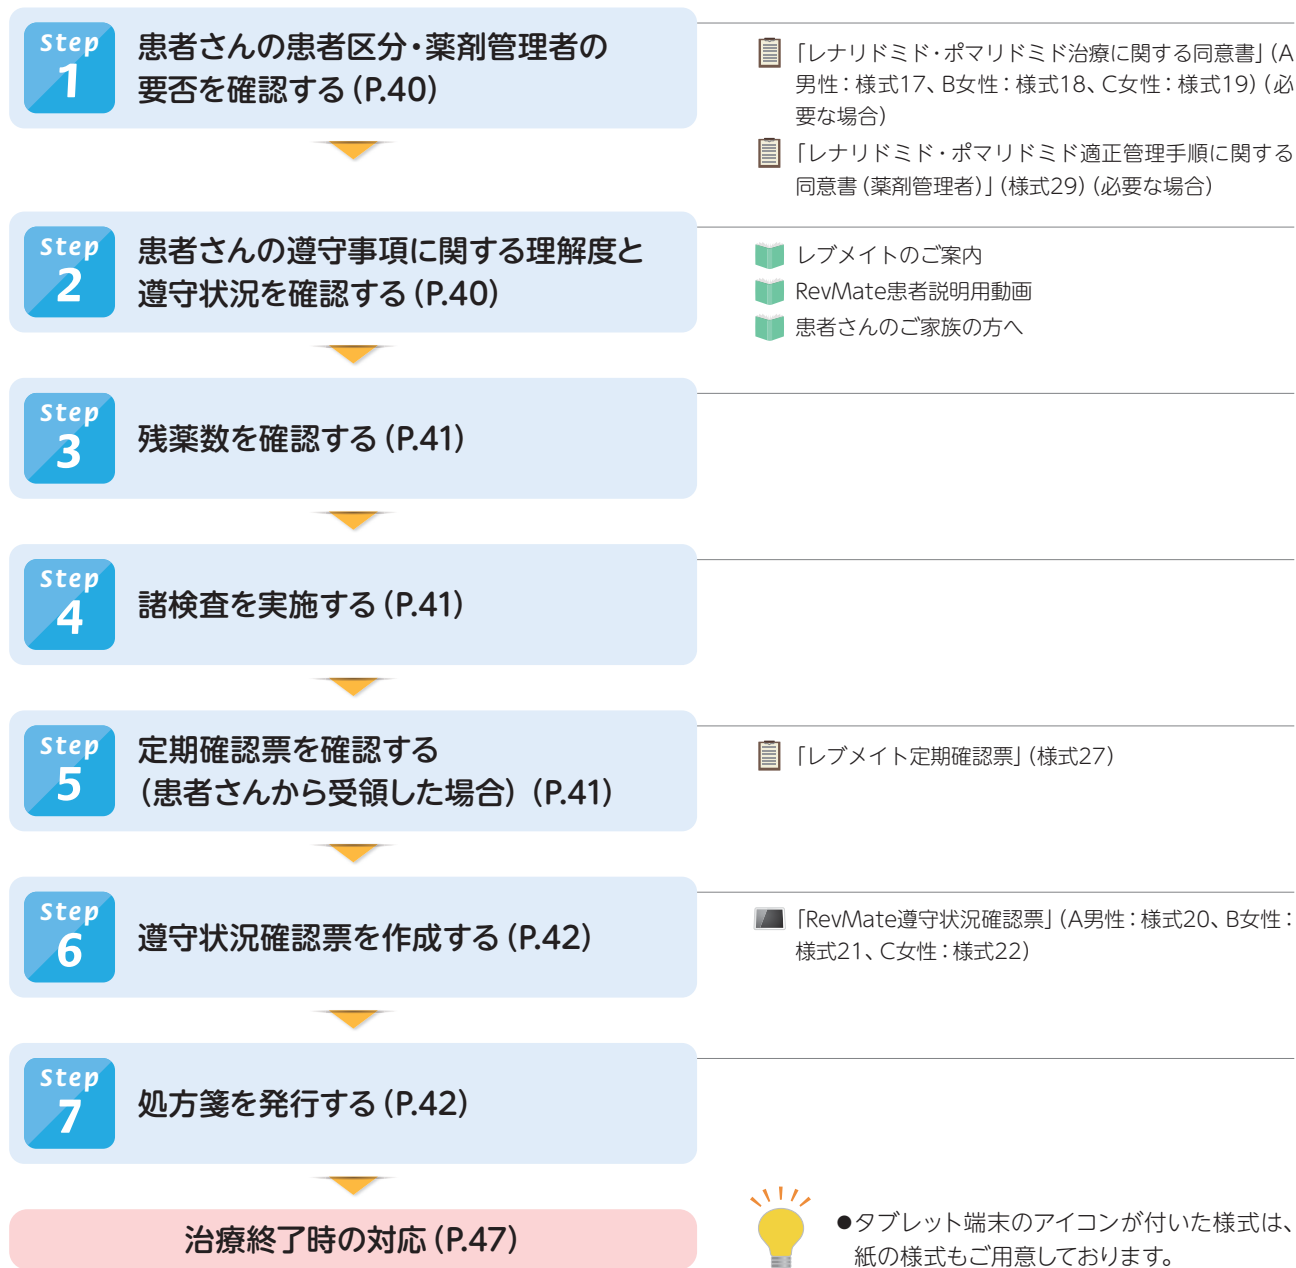 Step
1
患者さんの患者区分・薬剤管理者の
要否を確認する（P.40）
「レナリドミド・ポマリドミド治療に関する同意書」（A
男性：様式17、B女性：様式18、C女性：様式19）（必
要な場合）
「レナリドミド・ポマリドミド適正管理手順に関する
同意書（薬剤管理者）」（様式29）（必要な場合）
Step
2
患者さんの遵守事項に関する理解度と
遵守状況を確認する（P.40）
レブメイトのご案内
RevMate患者説明用動画
患者さんのご家族の方へ
Step
3
残薬数を確認する（P.41）
Step
4
諸検査を実施する（P.41）
Step
5
定期確認票を確認する
（患者さんから受領した場合）（P.41）
「レブメイト定期確認票」（様式27）
Step
6
遵守状況確認票を作成する（P.42）
「RevMate遵守状況確認票」（A男性：様式20、B女性：
様式21、C女性：様式22）
Step
7
処方箋を発行する（P.42）
治療終了時の対応（P.47）
●タブレット端末のアイコンが付いた様式は、
紙の様式もご用意しております。